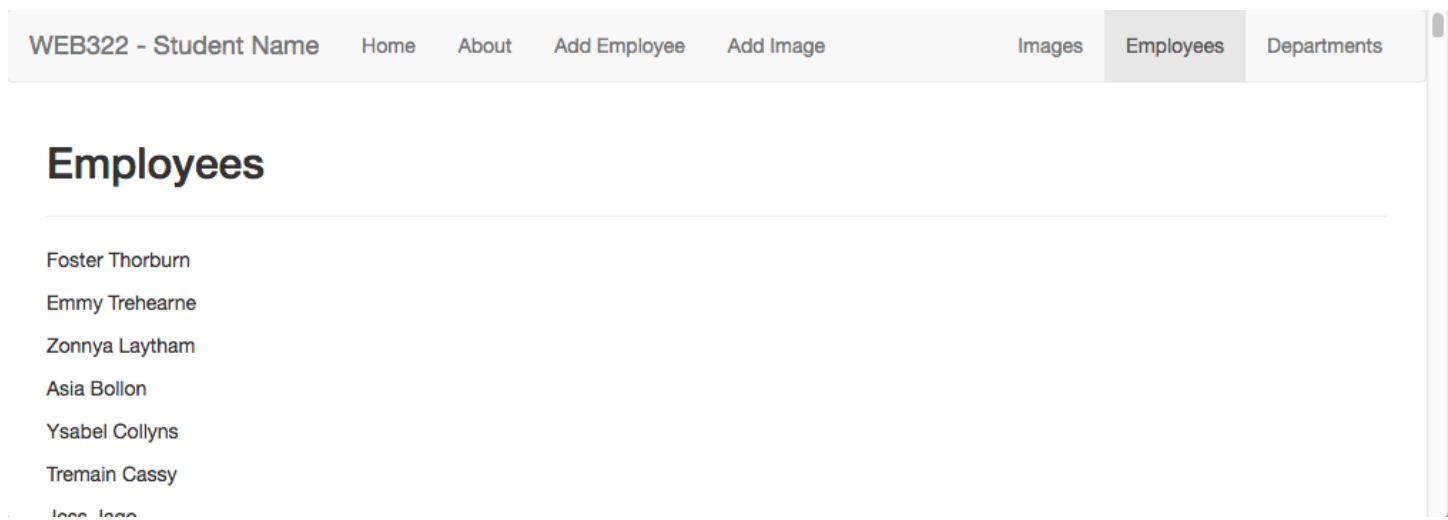 WEB322 - Student Name Home About Add Employee Add Image Images Employees Departments
Employees
Foster Thorburn
Emmy Trehearne
Zonnya Laytham
Asia Bollon
Ysabel Collyns
Tremain Cassy